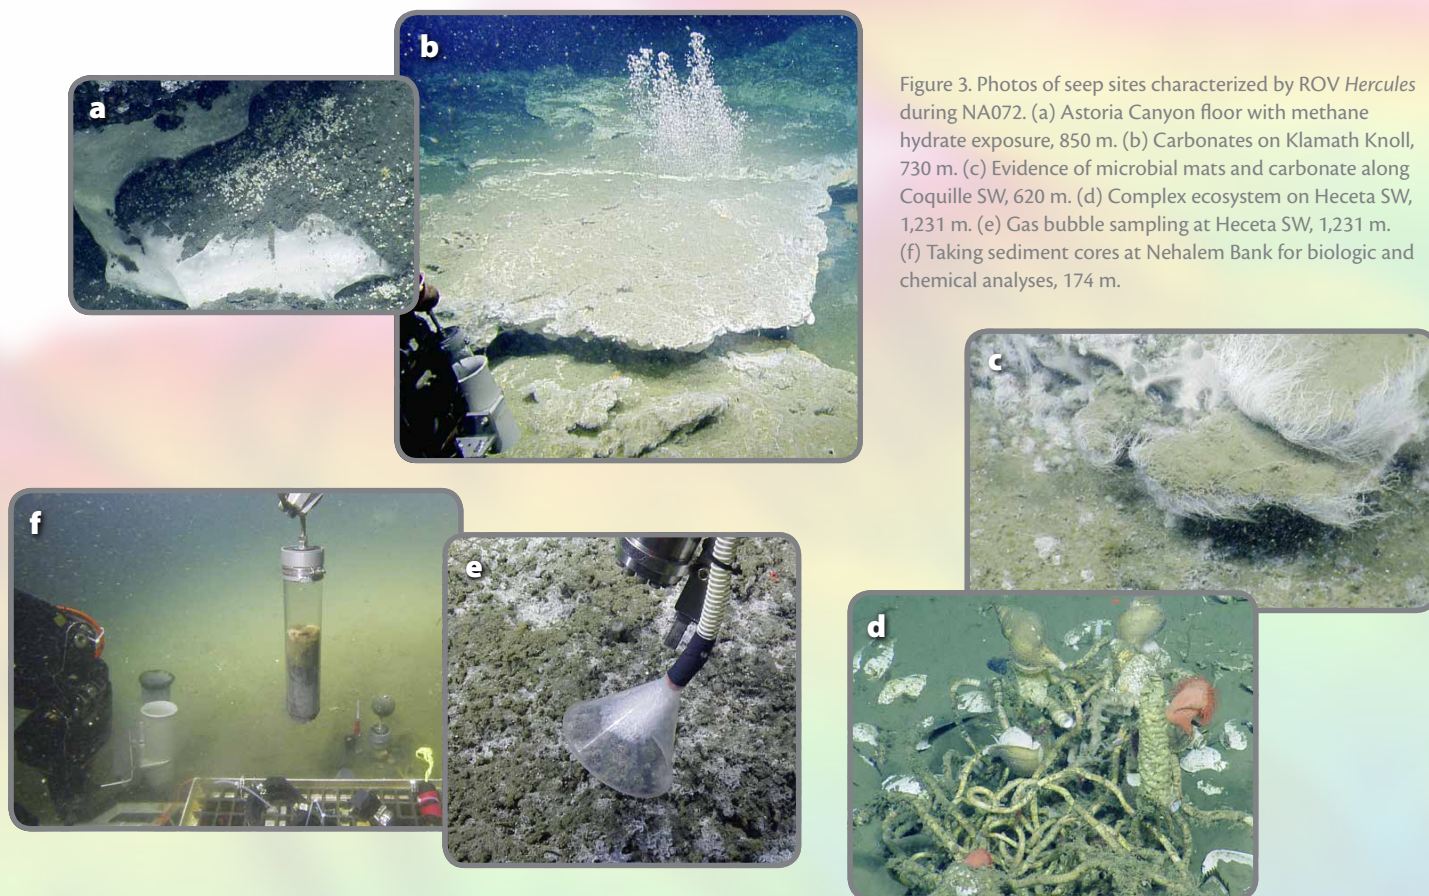 a
b
Figure 3. Photos of seep sites characterized by ROV Hercules
during NA072. (a) Astoria Canyon floor with methane
hydrate exposure, 850 m. (b) Carbonates on Klamath Knoll,
730 m. (c) Evidence of microbial mats and carbonate along
Coquille SW, 620 m. (d) Complex ecosystem on Heceta SW,
1,231 m. (e) Gas bubble sampling at Heceta SW, 1,231 m.
(f) Taking sediment cores at Nehalem Bank for biologic and
chemical analyses, 174 m.
c
f
e
d